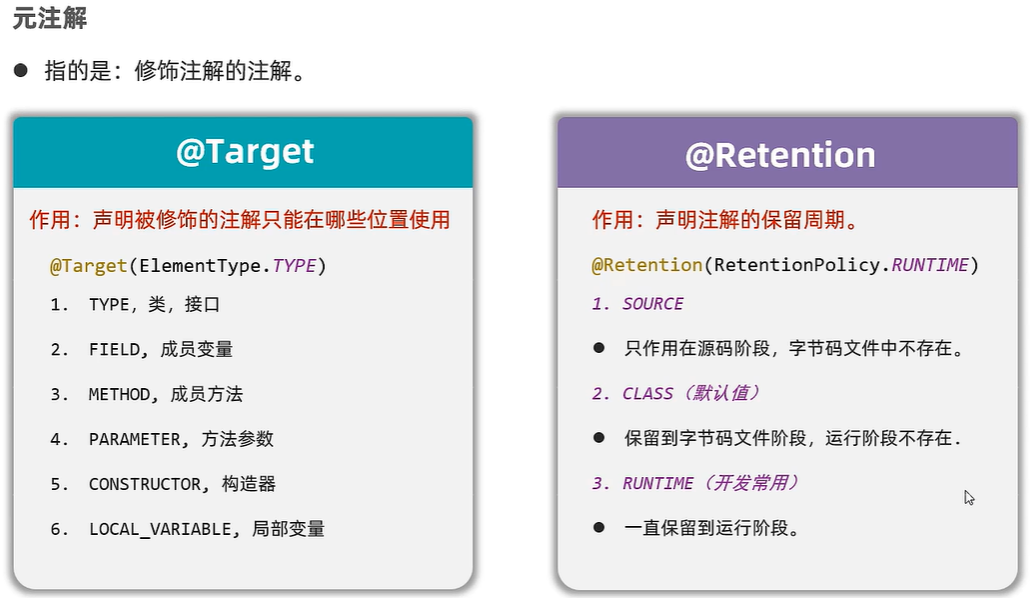 元注解
● 指的是：修饰注解的注解。
@Target
作用：声明被修饰的注解只能在哪些位置使用
@Target(ElementType.TYPE)
1. TYPE，类，接口
2. FIELD, 成员变量
3. METHOD, 成员方法
4. PARAMETER, 方法参数
5. CONSTRUCTOR, 构造器
6. LOCAL_VARIABLE, 局部变量
@Retention
作用：声明注解的保留周期。
@Retention(RetentionPolicy.RUNTIME)
1. SOURCE
● 只作用在源码阶段，字节码文件中不存在。
2. CLASS（默认值）
● 保留到字节码文件阶段，运行阶段不存在.
3. RUNTIME（开发常用）
● 一直保留到运行阶段。